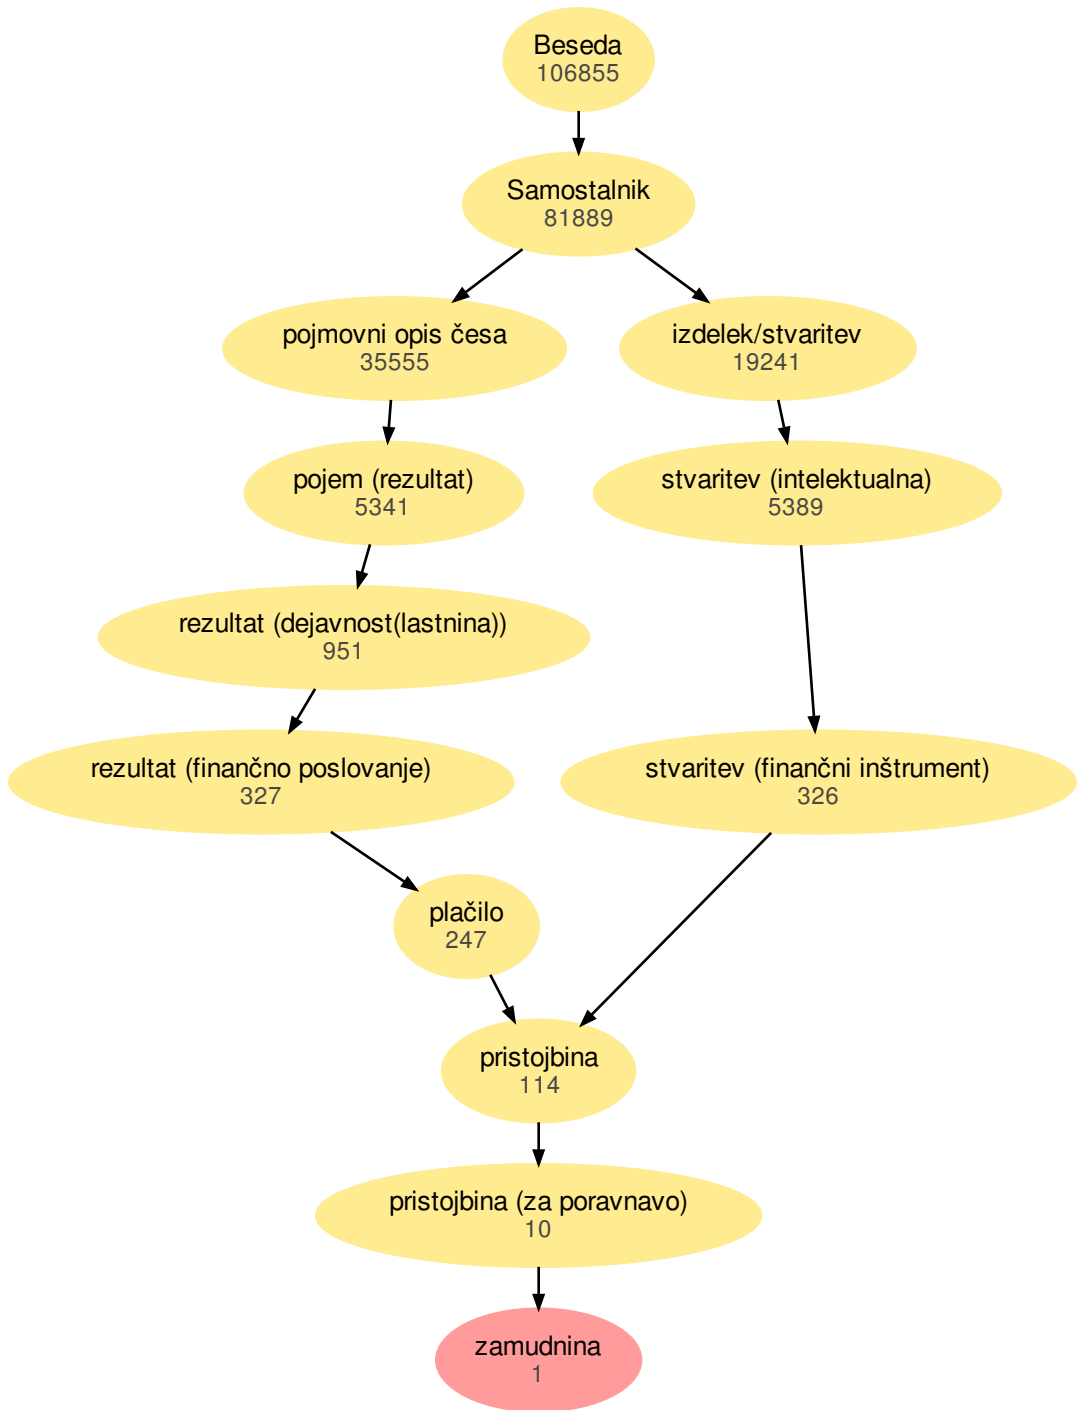 Beseda
106855
Samostalnik
81889
pojmovni opis česa
35555
izdelek/stvaritev
19241
pojem (rezultat)
5341
stvaritev (intelektualna)
5389
rezultat (dejavnost(lastnina))
951
rezultat (finančno poslovanje)
327
stvaritev (finančni inštrument)
326
plačilo
247
pristojbina
114
pristojbina (za poravnavo)
10
zamudnina
1